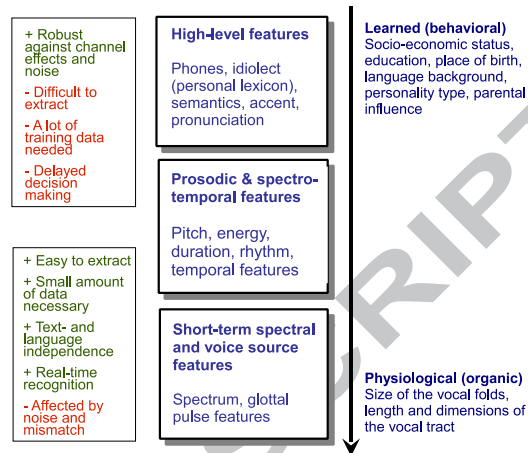 + Robust
against channel
effects and
noise
- Difficult to
extract
- A lot of
training data
needed
- Delayed
decision
making
High-level features
Phones, idiolect
(personal lexicon),
semantics, accent,
pronunciation
Learned (behavioral)
Socio-economic status,
education, place of birth,
language background,
personality type, parental
influence
Prosodic & spectro-
temporal features
Pitch, energy,
duration, rhythm,
temporal features
+ Easy to extract
+ Small amount
of data
necessary
+ Text- and
language
independence
+ Real-time
recognition
- Affected by
noise and
mismatch
Short-term spectral
and voice source
features
Spectrum, glottal
pulse features
Physiological (organic)
Size of the vocal folds,
length and dimensions of
the vocal tract
SCRIPT